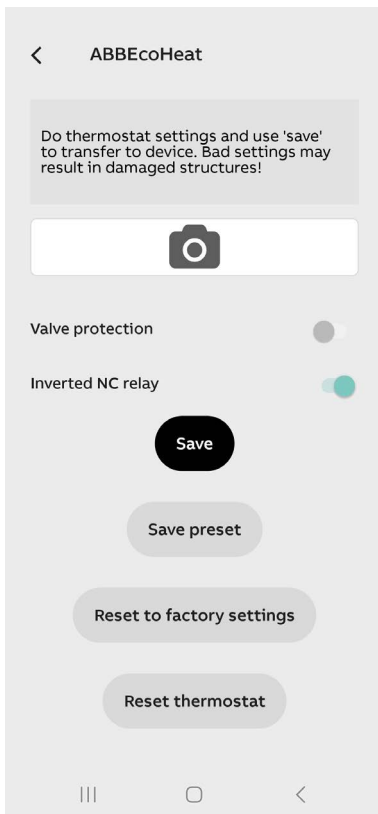 ABBEcoHeat
Do thermostat settings and use 'save'
to transfer to device. Bad settings may
result in damaged structures!
Valve protection
Inverted NC relay
Save
Save preset
Reset to factory settings
Reset thermostat